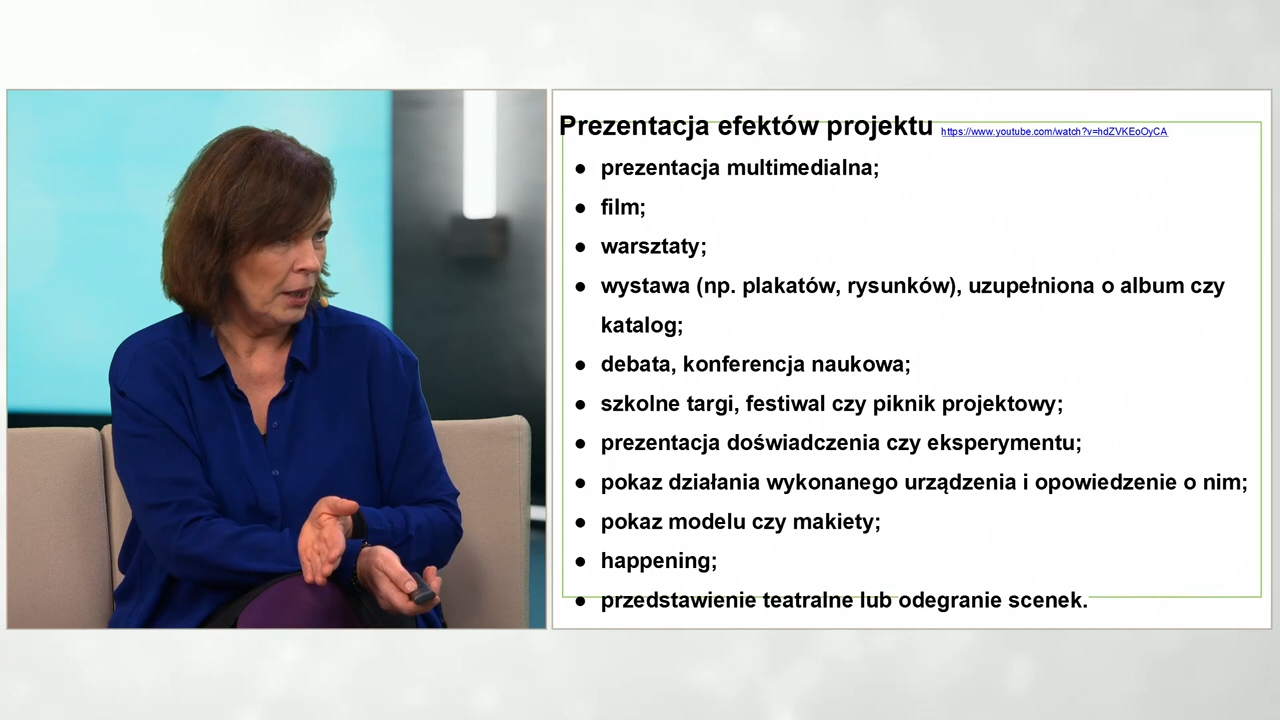 Prezentacja efektów projektu https://www.youtube.com/watch?v=hdZVKEoOyCA
● prezentacja multimedialna;
● film;
● warsztaty;
● wystawa (np. plakatów, rysunków), uzupełniona o album czy
katalog;
● debata, konferencja naukowa;
● szkolne targi, festiwal czy piknik projektowy;
● prezentacja doświadczenia czy eksperymentu;
● pokaz działania wykonanego urządzenia i opowiedzenie o nim;
● pokaz modelu czy makiety;
● happening;
● przedstawienie teatralne lub odegranie scenek.